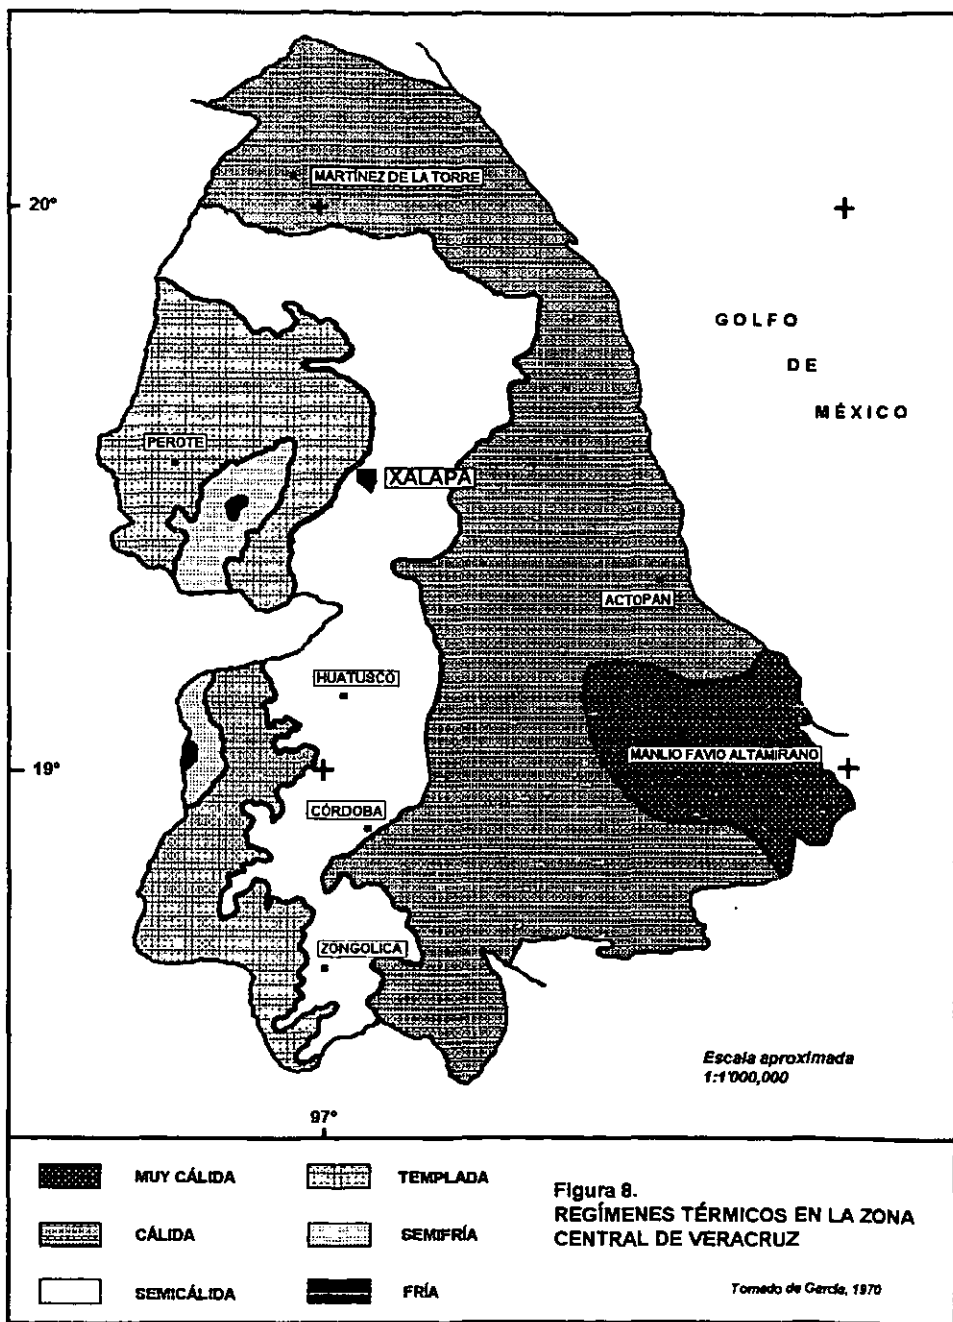 MARTÍNEZ DE LA TORRE
20°
GOLFO
DE
MÉXICO
PEROTE
XALAPA
ACTOPAN
HUATUSCO
MANLIO FAVIO ALTAMIRANO
19°
CÓRDOBA
ZONGOLICA
Escala aproximada
1:1'000,000
97°
MUY CÁLIDA
CÁLIDA
SEMICÁLIDA
TEMPLADA
SEMIFRÍA
FRÍA
Figura 8.
REGÍMENES TÉRMICOS EN LA ZONA
CENTRAL DE VERACRUZ
Tomado de García, 1970